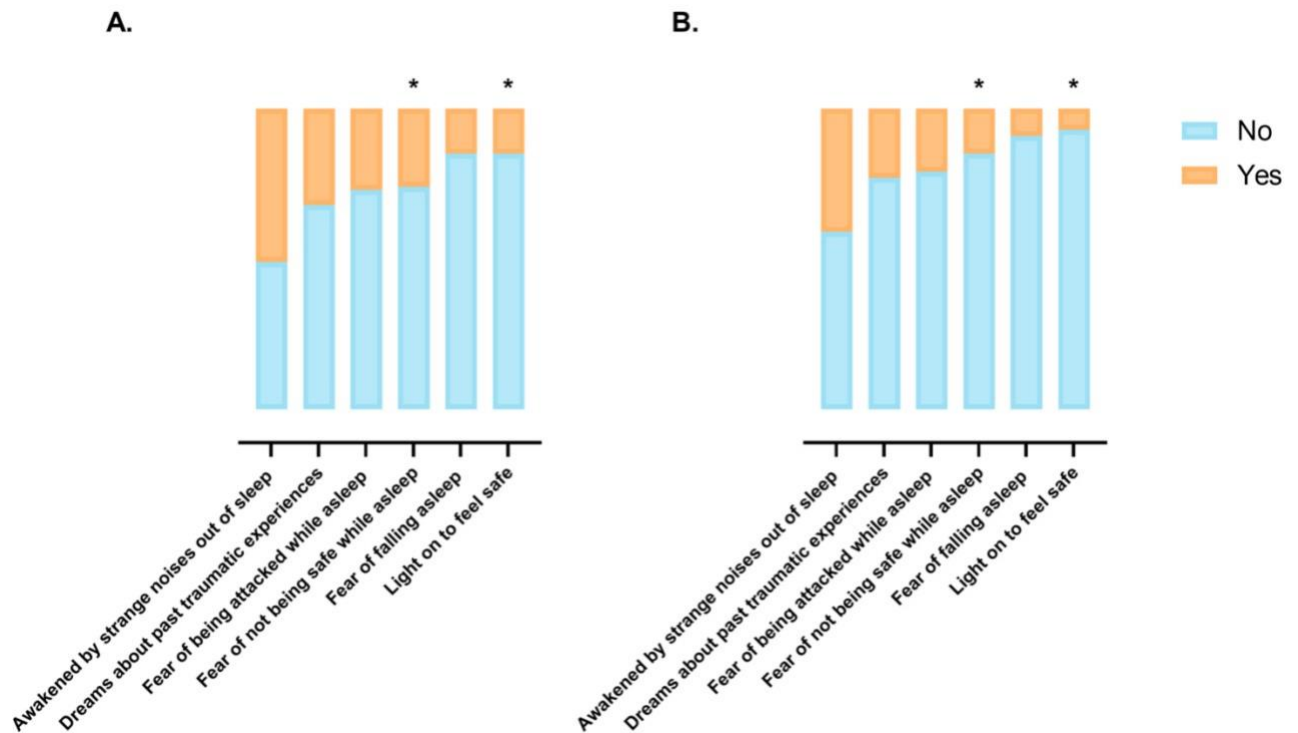 A.
B.
* *
* *
No
Yes
Awakened by strange noises out of sleep
Dreams about past traumatic experiences
Fear of being attacked while asleep
Fear of not being safe while asleep
Fear of falling asleep
Light on to feel safe
Awakened by strange noises out of sleep
Dreams about past traumatic experiences
Fear of being attacked while asleep
Fear of not being safe while asleep
Fear of falling asleep
Light on to feel safe